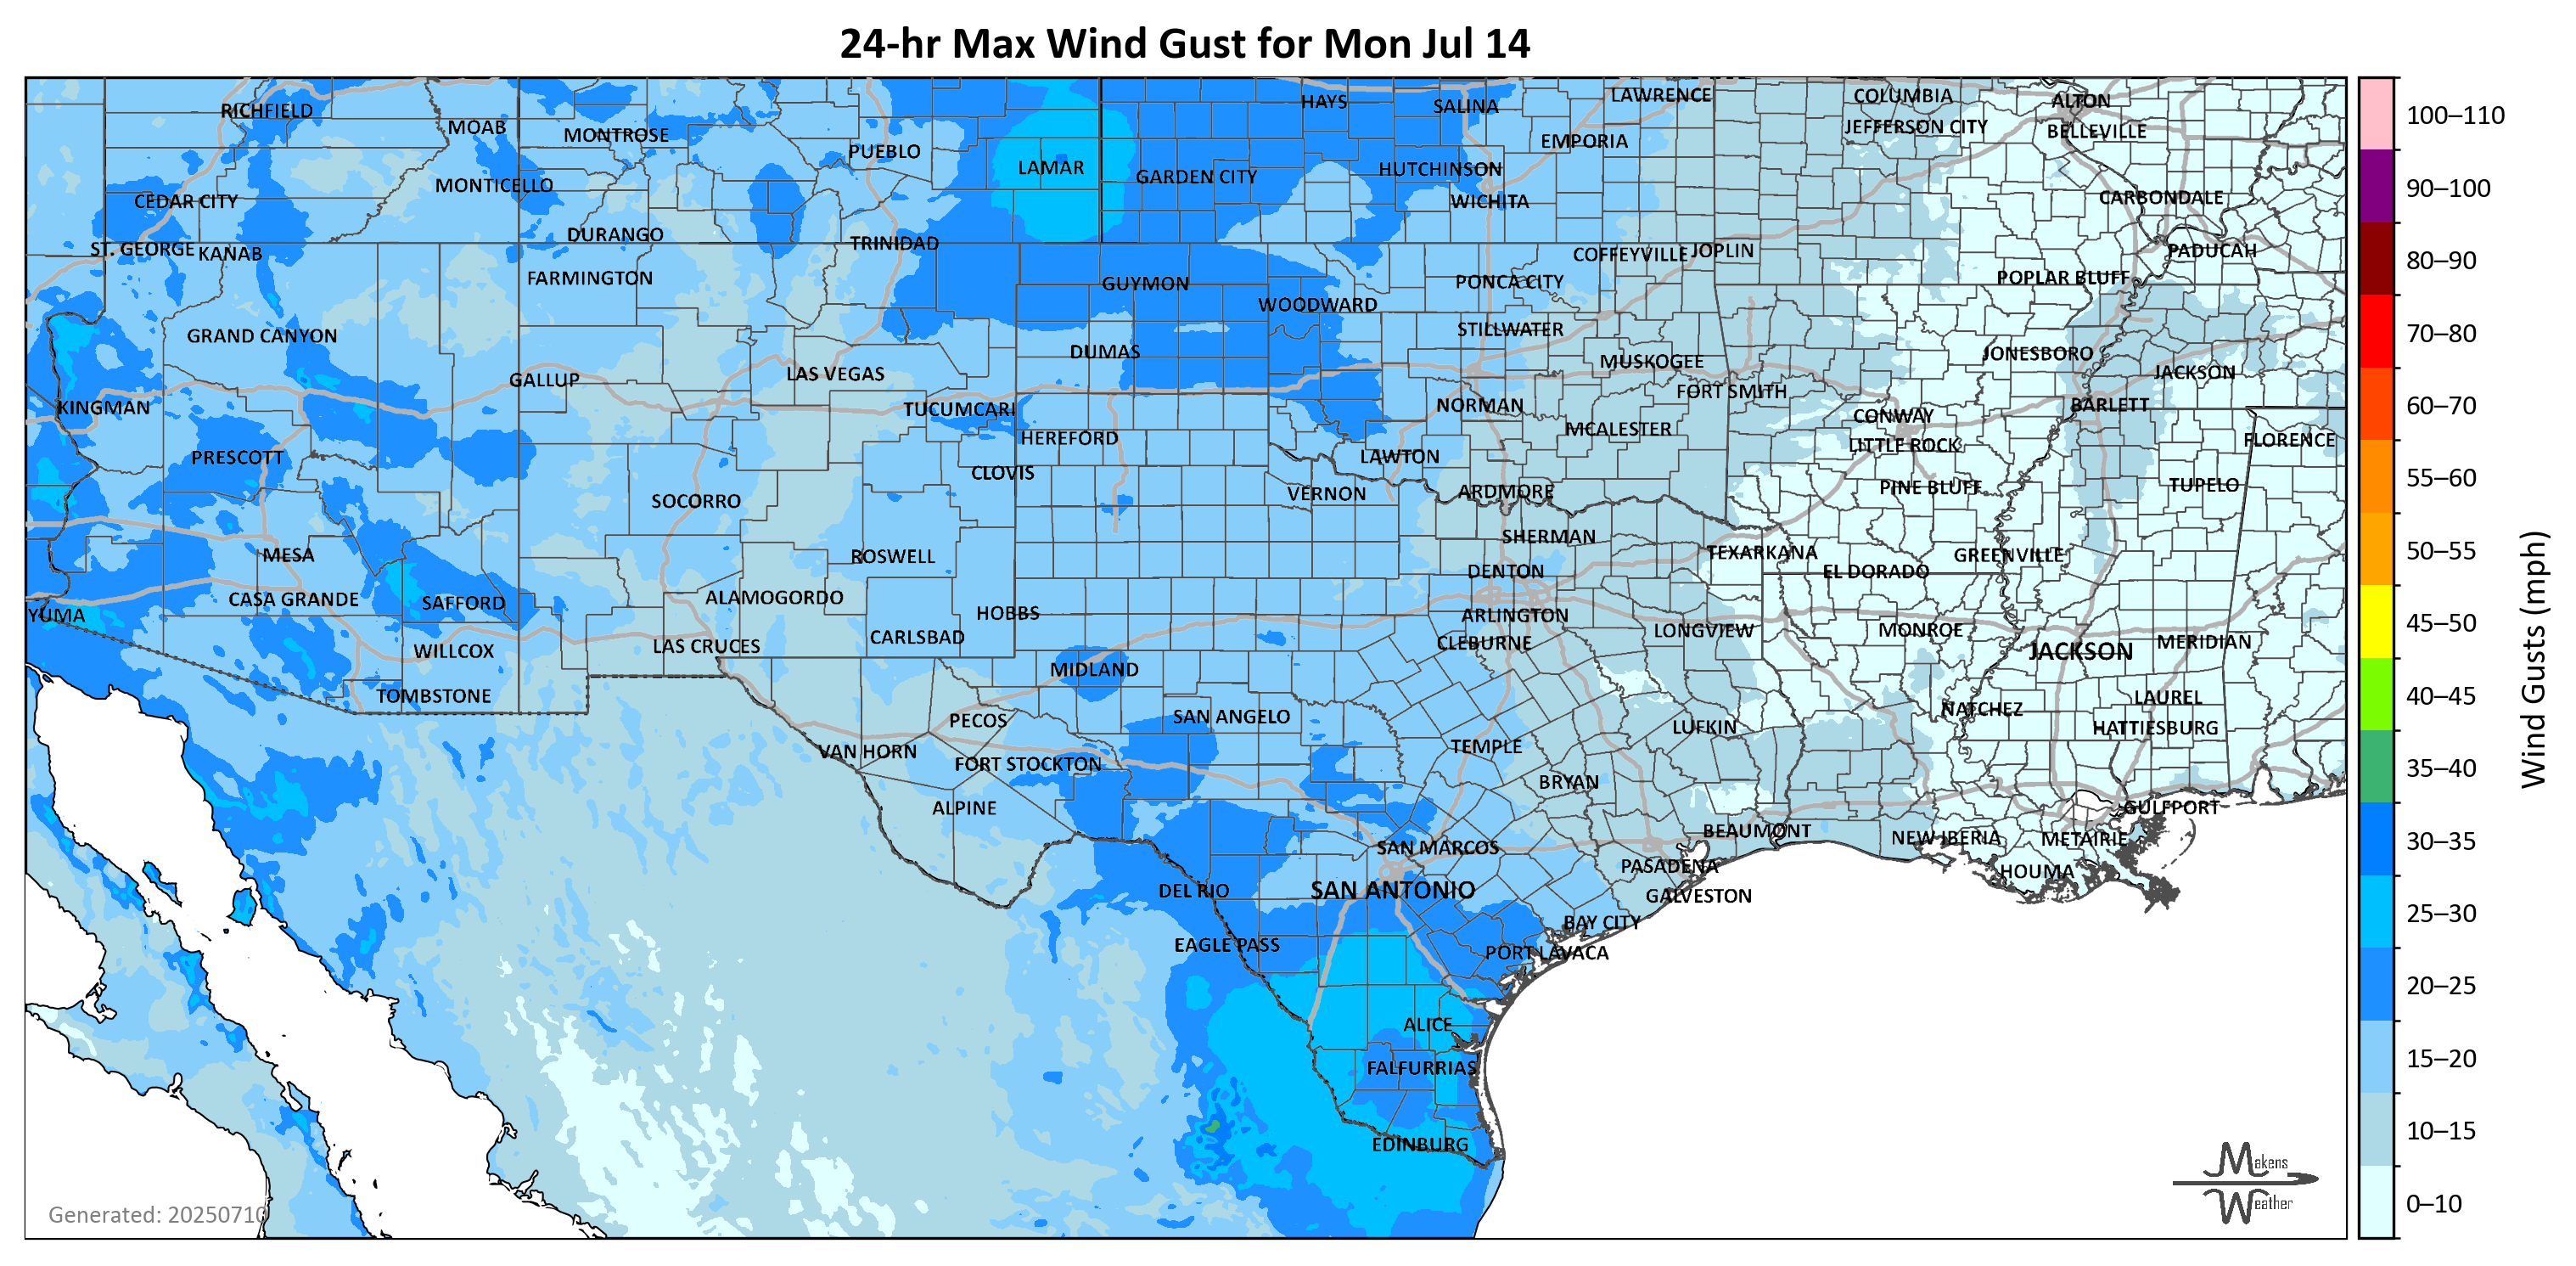 24-hr Max Wind Gust for Mon Jul 14
RICHFIELD
MOAB
MONTROSE
PUEBLO
LAMAR
HAYS
SALINA
LAWRENCE
COLUMBIA
ALTON
JEFFERSON CITY
BELLEVILLE
EMPORIA
MONTICELLO
GARDEN CITY
HUTCHINSON
CEDAR CITY
WICHITA
CARBONDALE
DURANGO
ST. GEORGE
KANAB
TRINIDAD
COFFEYVILLE
JOPLIN
PADUCAH
FARMINGTON
GUYMON
PONCA CITY
POPLAR BLUFF
WOODWARD
GRAND CANYON
STILLWATER
DUMAS
MUSKOGEE
JONESBORO
GALLUP
LAS VEGAS
FORT SMITH
JACKSON
KINGMAN
TUCUMCARI
NORMAN
CONWAY
BARLETT
HEREFORD
MCALESTER
LITTLE ROCK
FLORENCE
PRESCOTT
CLOVIS
LAWTON
SOCORRO
VERNON
ARDMORE
PINE BLUFF
TUPELO
MESA
ROSWELL
SHERMAN
TEXARKANA
GREENVILLE
DENTON
EL DORADO
CASA GRANDE
SAFFORD
ALAMOGORDO
HOBBS
YUMA
ARLINGTON
CARLSBAD
CLEBURNE
LONGVIEW
MONROE
WILLCOX
LAS CRUCES
JACKSON
MERIDIAN
MIDLAND
TOMBSTONE
LAUREL
PECOS
SAN ANGELO
NATCHEZ
LUFKIN
HATTIESBURG
VAN HORN
TEMPLE
FORT STOCKTON
BRYAN
ALPINE
GULFPORT
BEAUMONT
NEW IBERIA
METAIRIE
SAN MARCOS
PASADENA
HOUMA
DEL RIO
SAN ANTONIO
GALVESTON
BAY CITY
EAGLE PASS
PORT LAVACA
ALICE
FALFURRIAS
EDINBURG
Generated: 20250710
Makens
Weather
100–110
90–100
80–90
70–80
60–70
55–60
50–55
45–50
40–45
35–40
30–35
25–30
20–25
15–20
10–15
0–10
Wind Gusts (mph)